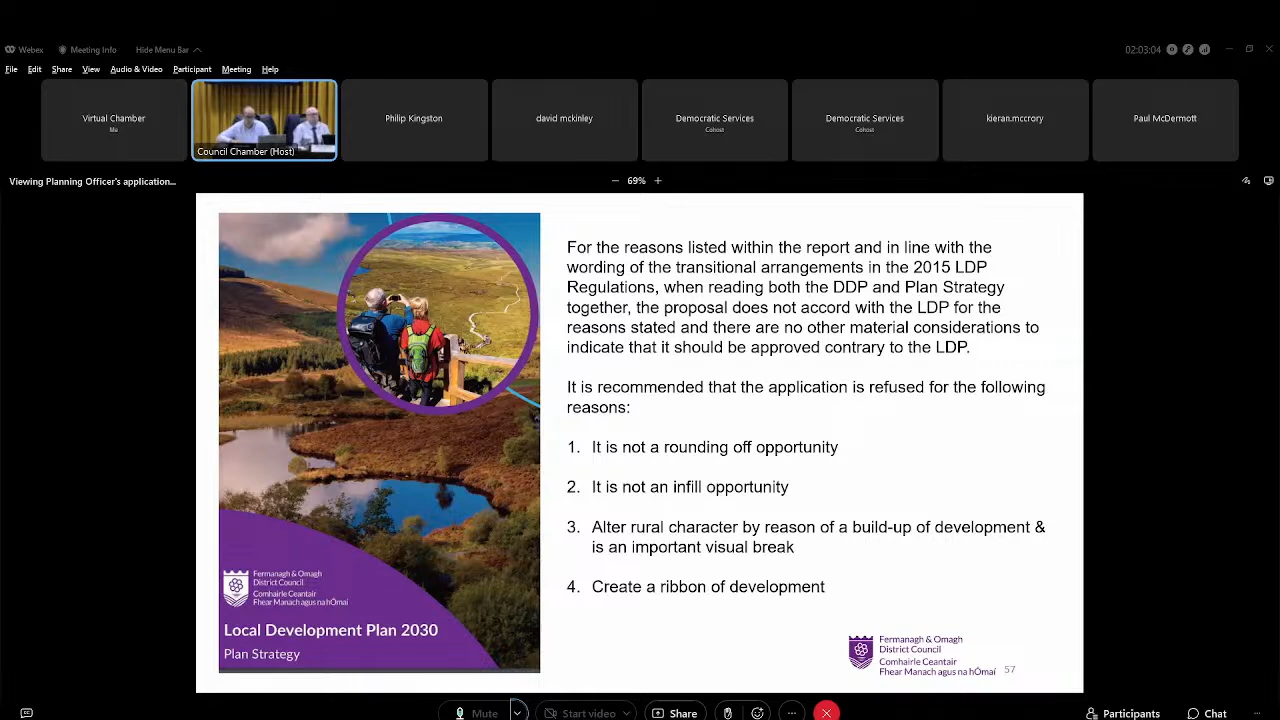 Webex
Meeting Info
Hide Menu Bar
02:03:04
File
Edit
Share
View
Audio & Video
Participant
Meeting
Help
Virtual Chamber
Me
Council Chamber (Host)
Philip Kingston
david mckinley
Democratic Services
Cohost
Democratic Services
Cohost
kieran.mccrory
Paul McDermott
Viewing Planning Officer's application...
69%
For the reasons listed within the report and in line with the
wording of the transitional arrangements in the 2015 LDP
Regulations, when reading both the DDP and Plan Strategy
together, the proposal does not accord with the LDP for the
reasons stated and there are no other material considerations to
indicate that it should be approved contrary to the LDP.
It is recommended that the application is refused for the following
reasons:
1. It is not a rounding off opportunity
2. It is not an infill opportunity
3. Alter rural character by reason of a build-up of development &
is an important visual break
4. Create a ribbon of development
Fermanagh & Omagh
District Council
Comhairle Ceantair
Fhear Manach agus na hÓmaí
Local Development Plan 2030
Plan Strategy
Fermanagh & Omagh
District Council
Comhairle Ceantair
Fhear Manach agus na hÓmaí
57
Mute
Start video
Share
Participants
Chat